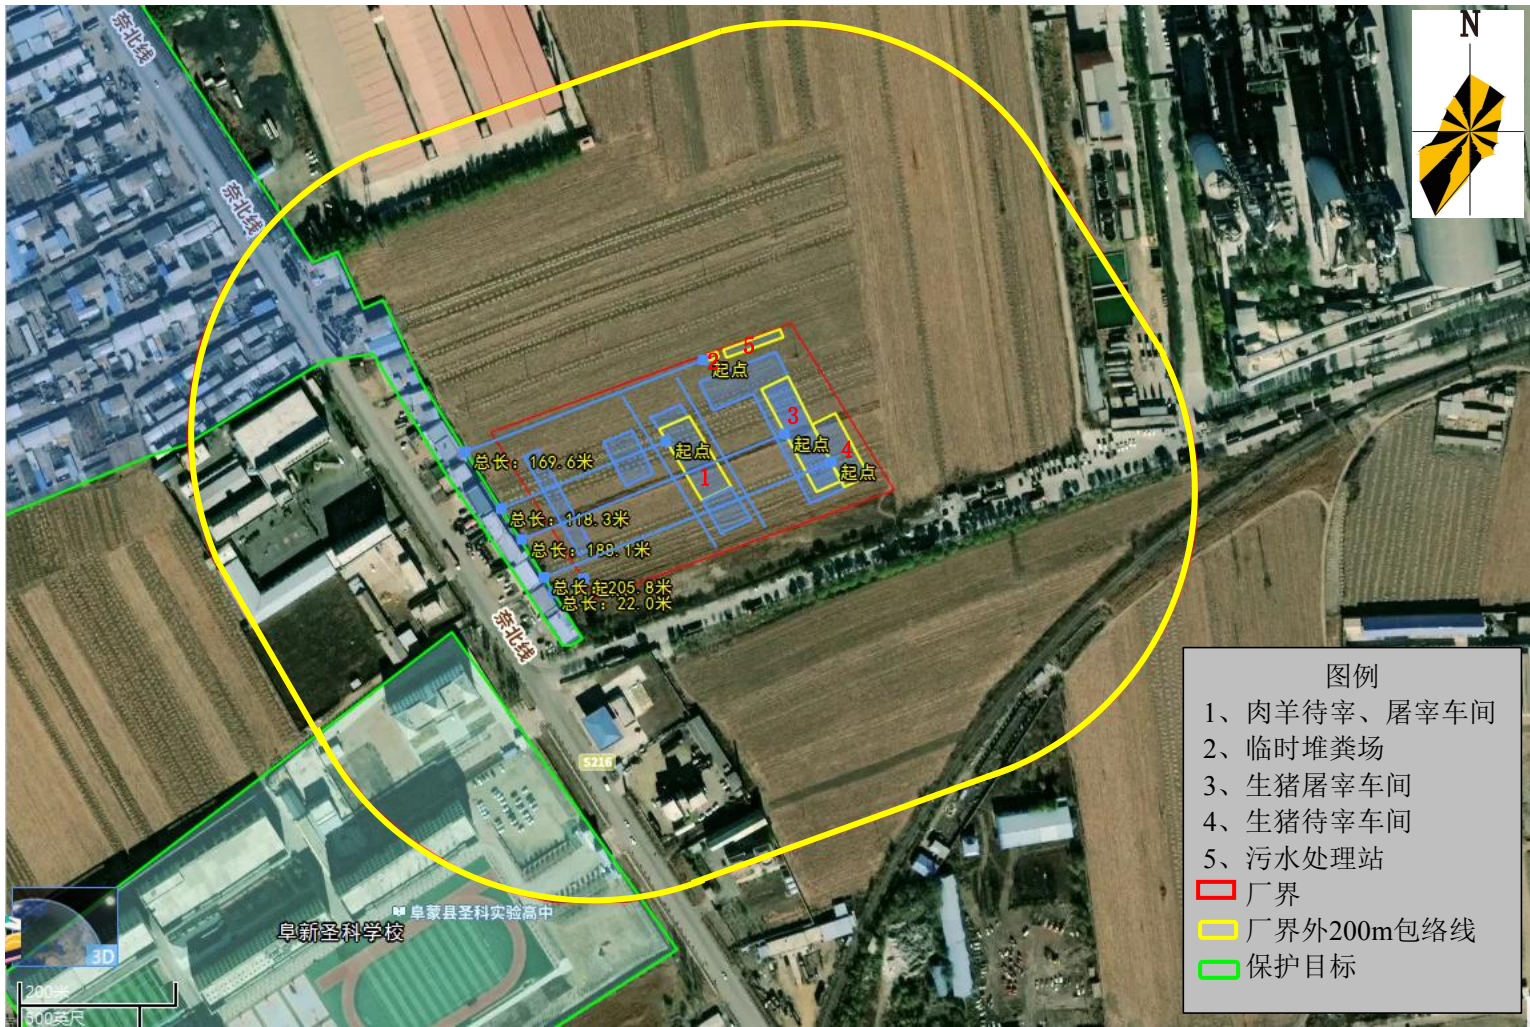 奈北线
N
奈北线
5
2
起点
3
起点
4
起点
起点
1
总长：169.6米
总长：118.3米
总长：188.1米
总长：205.8米
起
总长：22.0米
奈北线
S216
阜蒙县圣科实验高中
阜新圣科学校
3D
200米
500英尺
图例
1、肉羊待宰、屠宰车间
2、临时堆粪场
3、生猪屠宰车间
4、生猪待宰车间
5、污水处理站
厂界
厂界外200m包络线
保护目标